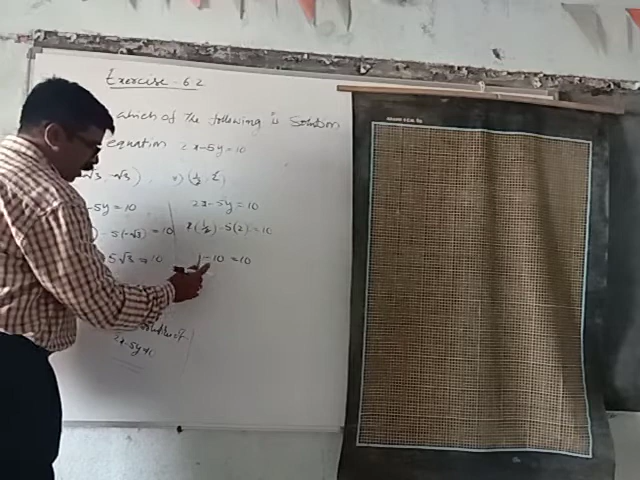 Exercise - 6.2
which of the following is Solution
equation 2x-5y=10
√3, -√3) , v) (1/2, 2)
-5y=10 2x-5y=10
) -5(-√3) =10 2(1/2) -5(2) =10
5√3 =10 1-10 =10
2x-5y=10